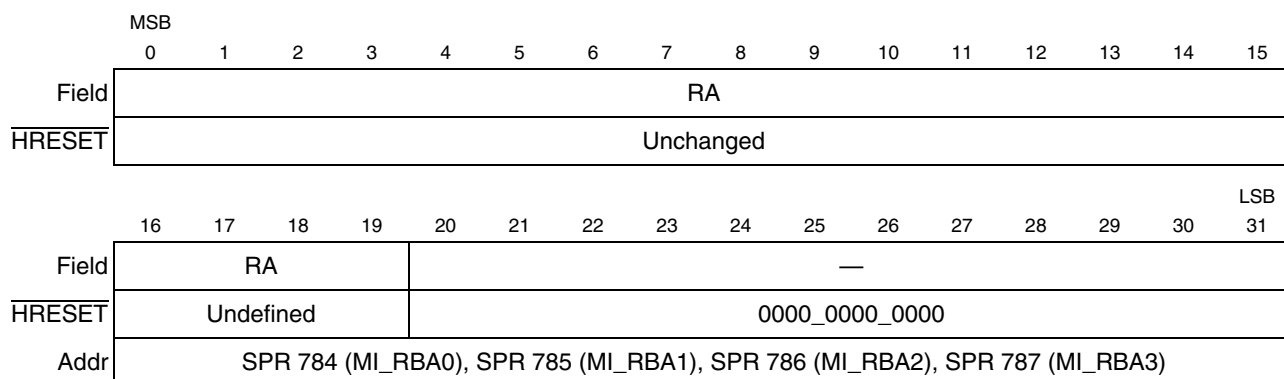 MSB
0 1 2 3 4 5 6 7 8 9 10 11 12 13 14 15
Field RA
HRESET Unchanged
LSB
16 17 18 19 20 21 22 23 24 25 26 27 28 29 30 31
Field RA —
HRESET Undefined 0000_0000_0000
Addr SPR 784 (MI_RBA0), SPR 785 (MI_RBA1), SPR 786 (MI_RBA2), SPR 787 (MI_RBA3)